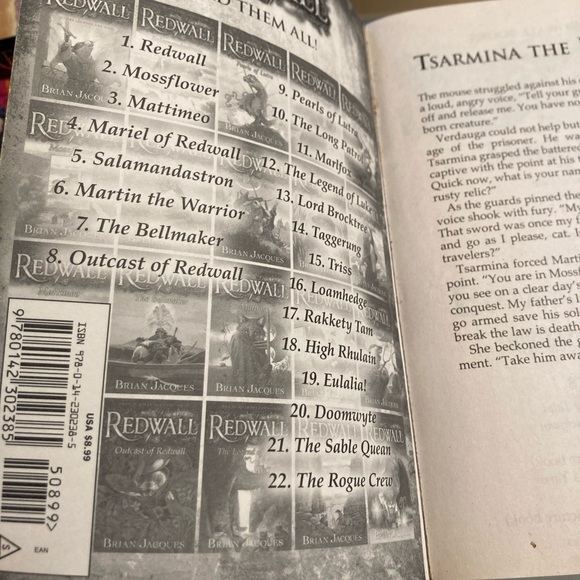 THEM ALL!
1. Redwall
2. Mossflower
3. Mattimeo
4. Mariel of Redwall
5. Salamandastron
6. Martin the Warrior
7. The Bellmaker
8. Outcast of Redwall
9. Pearls of Lutra
10. The Long Patrol
11. Marlfox
12. The Legend of Luke
13. Lord Brocktree
14. Taggerung
15. Triss
16. Loamhedge
17. Rakkety Tam
18. High Rhulain
19. Eulalia!
20. Doomwyte
21. The Sable Quean
22. The Rogue Crew
REDWALL
REDWALL
REDWALL
REDWALL
BRIAN JACQUES
BRIAN JACQUES
REDWALL
REDWALL
REDWALL
BRIAN JACQUES
BRIAN JACQUES
REDWALL
Outcast of Redwall
BRIAN JACQUES
REDWALL
BRIAN JACQUES
ISBN 978-0-14-230238-5
9780142302385
USA $8.99
50899>
EAN
S
TSARMINA THE
The mouse struggled against his
a loud, angry voice, "Tell your gu
off and release me. You have no
born creature."
Verdauga could not help but
age of the prisoner. He wa
Tsarmina grasped the battered
captive with the point at his
Quick now, what is your nam
rusty relic?"
As the guards pinned the
voice shook with fury. "My
That sword was once my f
and go as I please, cat. I
travelers?"
Tsarmina forced Marti
point. "You are in Moss
you see on a clear day's
conquest. My father's
go armed save his sol
break the law is death
She beckoned the g
ment. "Take him awa